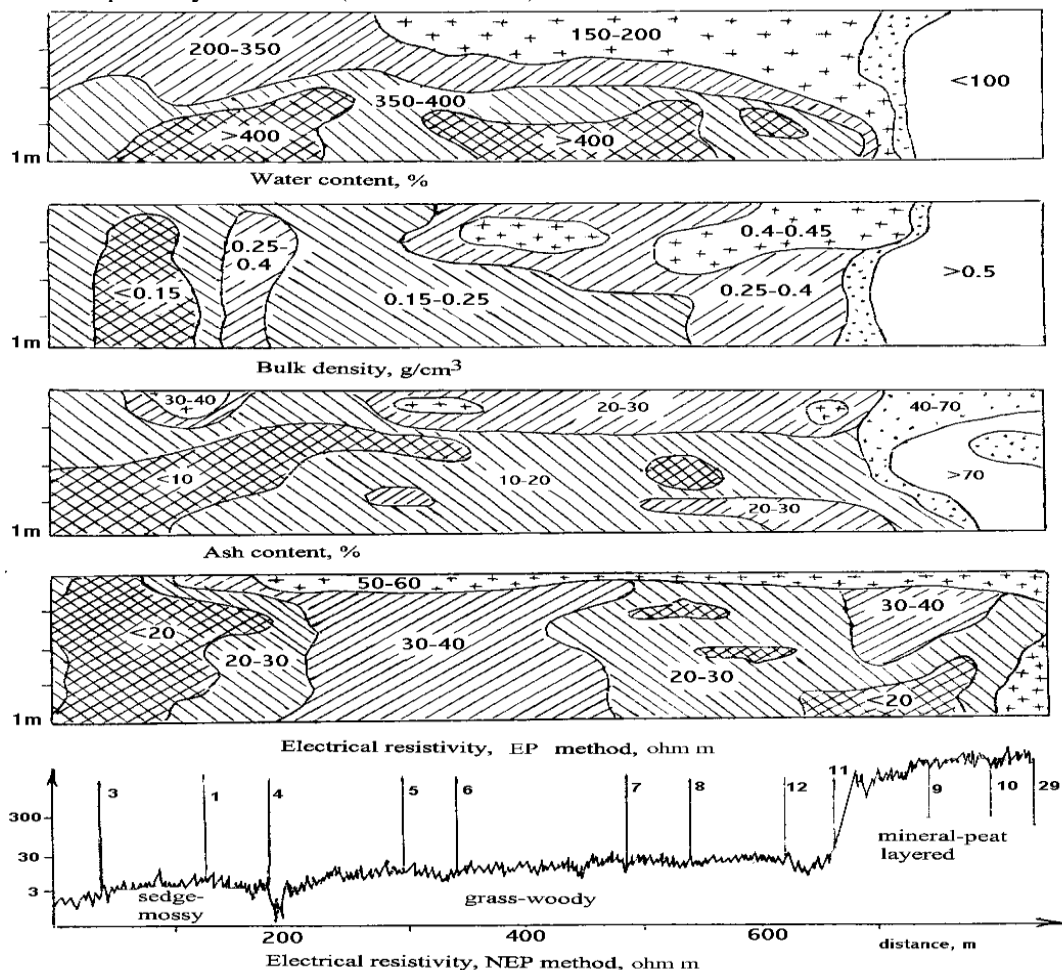 200-350
150-200
350-400
<100
>400
>400
1m
Water content, %
0.25-
0.4
0.4-0.45
<0.15
0.15-0.25
0.25-0.4
>0.5
1m
Bulk density, g/cm³
30-40
20-30
40-70
<10
10-20
>70
20-30
1m
Ash content, %
50-60
30-40
<20
30-40
20-30
20-30
<20
1m
Electrical resistivity, EP method, ohm m
3 1 4 5 6 7 8 12 11 9 10 29
300
30
3
mineral-peat
layered
sedge-
mossy
grass-woody
200 400 600 distance, m
Electrical resistivity, NEP method, ohm m